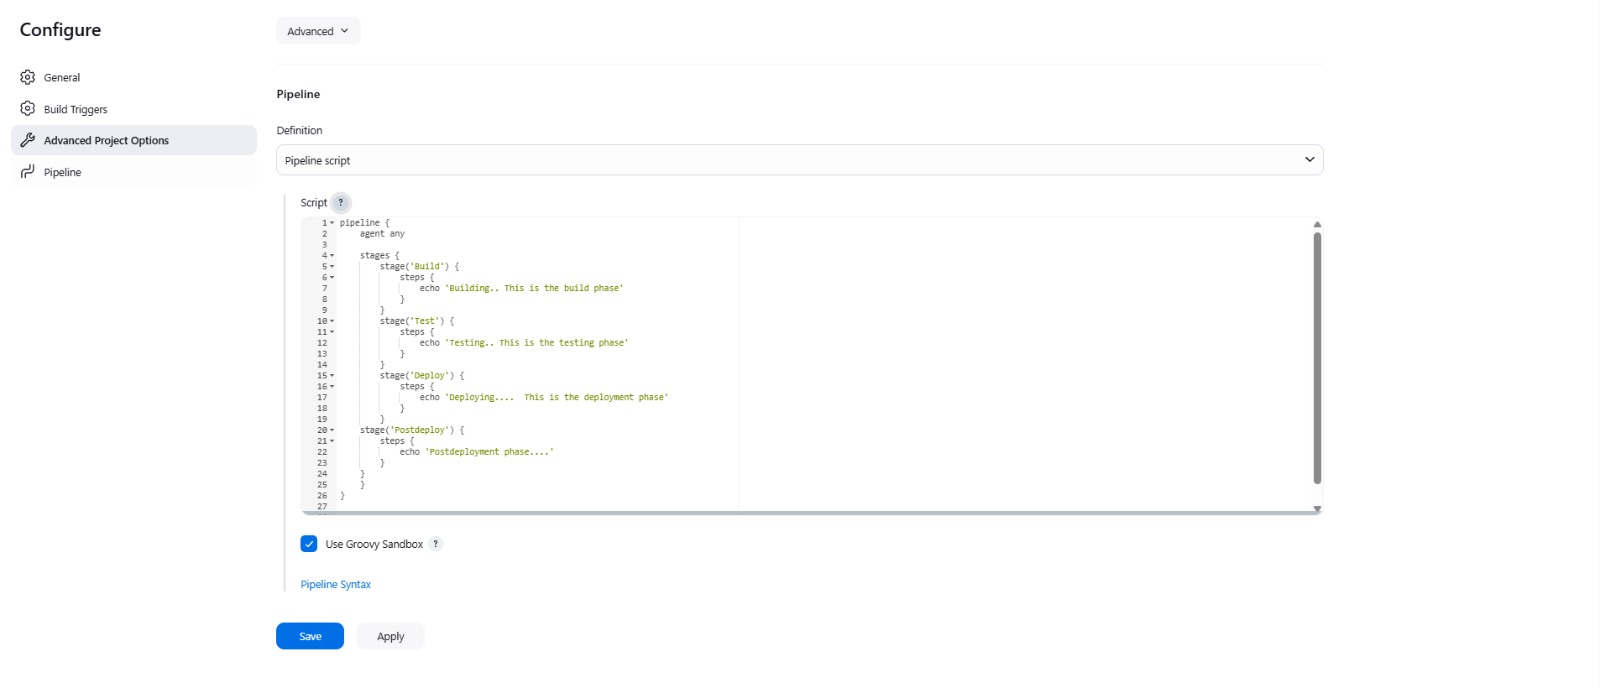 Configure
General
Build Triggers
Advanced Project Options
Pipeline
Advanced
Pipeline
Definition
Pipeline script
Script ?
1 pipeline {
2     agent any
3
4     stages {
5         stage('Build') {
6             steps {
7                 echo 'Building.. This is the build phase'
8             }
9         }
10         stage('Test') {
11             steps {
12                 echo 'Testing.. This is the testing phase'
13             }
14         }
15         stage('Deploy') {
16             steps {
17                 echo 'Deploying....  This is the deployment phase'
18             }
19         }
20     stage('Postdeploy') {
21         steps {
22             echo 'Postdeployment phase....'
23         }
24     }
25     }
26 }
27
Use Groovy Sandbox ?
Pipeline Syntax
Save
Apply